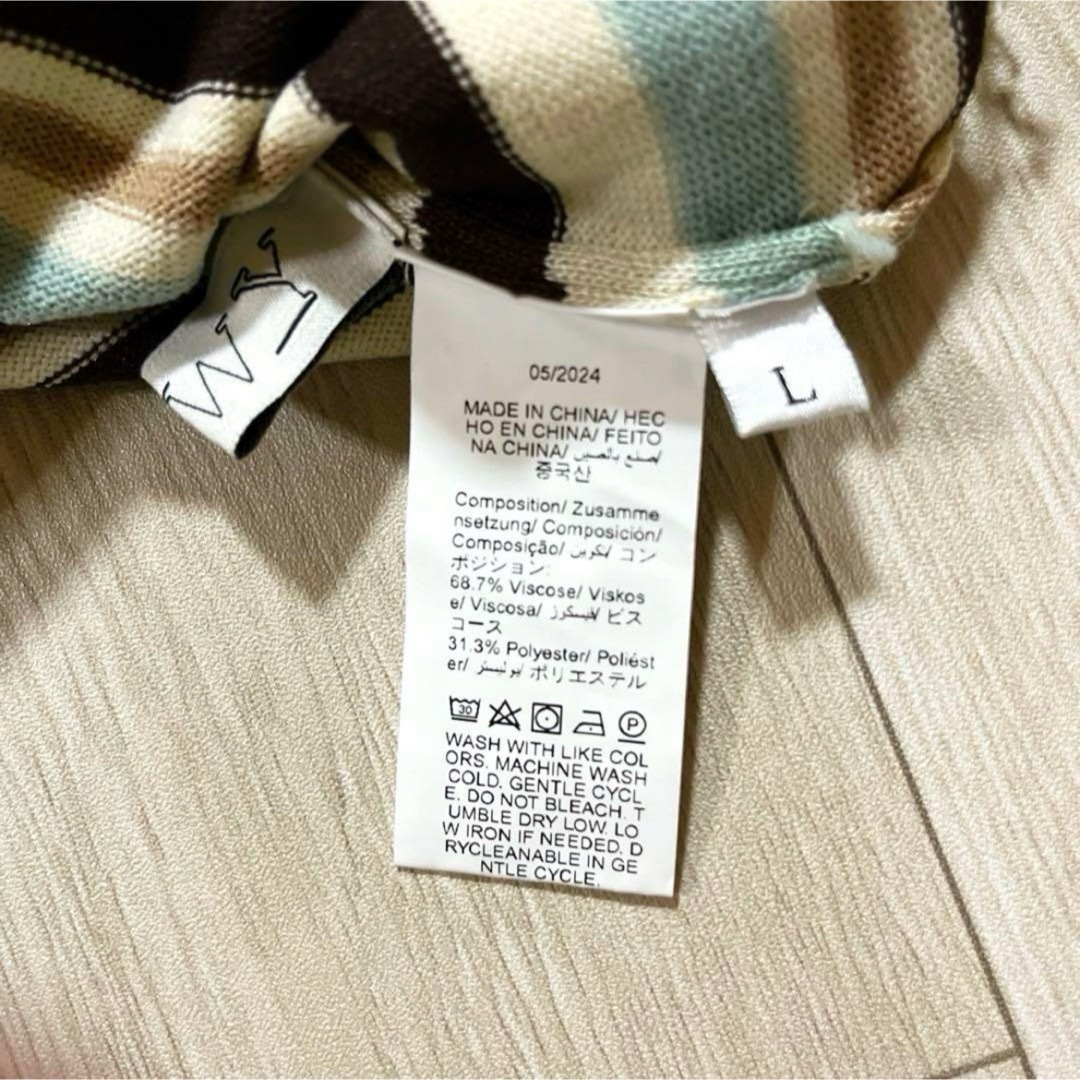 WY
L
05/2024
MADE IN CHINA/ HEC
HO EN CHINA/ FEITO
NA CHINA/ صنع بالصين/
중국산
Composition/ Zusamme
nsetzung/ Composición/
Composição/ تكوين/ コン
ポジション:
68.7% Viscose/ Viskos
e/ Viscosa/ فيسكوز/ ビス
コース
31.3% Polyester/ Poliést
er/ بوليستر/ ポリエステル
30 P
WASH WITH LIKE COL
ORS. MACHINE WASH
COLD. GENTLE CYCL
E. DO NOT BLEACH. T
UMBLE DRY LOW. LO
W IRON IF NEEDED. D
RYCLEANABLE IN GE
NTLE CYCLE.